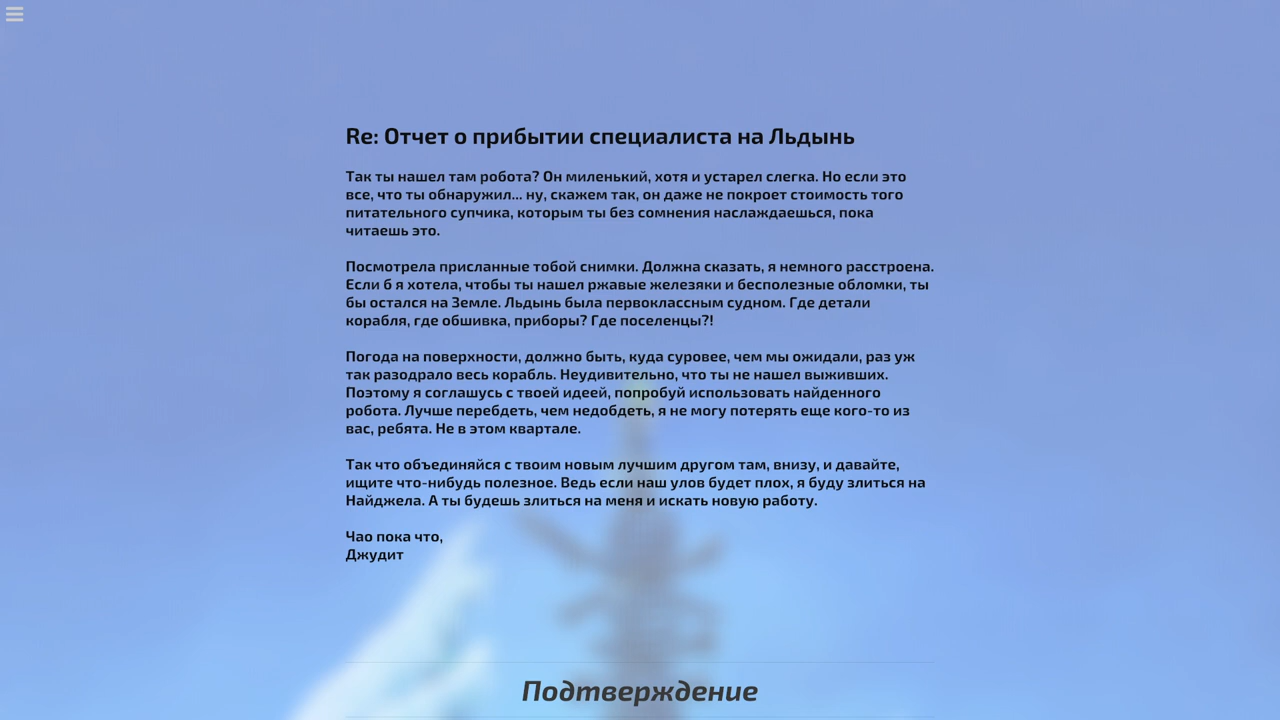 Re: Отчет о прибытии специалиста на Льдынь
Так ты нашел там робота? Он миленький, хотя и устарел слегка. Но если это
все, что ты обнаружил... ну, скажем так, он даже не покроет стоимость того
питательного супчика, которым ты без сомнения наслаждаешься, пока
читаешь это.
Посмотрела присланные тобой снимки. Должна сказать, я немного расстроена.
Если б я хотела, чтобы ты нашел ржавые железяки и бесполезные обломки, ты
бы остался на Земле. Льдынь была первоклассным судном. Где детали
корабля, где обшивка, приборы? Где поселенцы?!
Погода на поверхности, должно быть, куда суровее, чем мы ожидали, раз уж
так разодрало весь корабль. Неудивительно, что ты не нашел выживших.
Поэтому я соглашусь с твоей идеей, попробуй использовать найденного
робота. Лучше перебдеть, чем недобдеть, я не могу потерять еще кого-то из
вас, ребята. Не в этом квартале.
Так что объединяйся с твоим новым лучшим другом там, внизу, и давайте,
ищите что-нибудь полезное. Ведь если наш улов будет плох, я буду злиться на
Найджела. А ты будешь злиться на меня и искать новую работу.
Чао пока что,
Джудит
Подтверждение